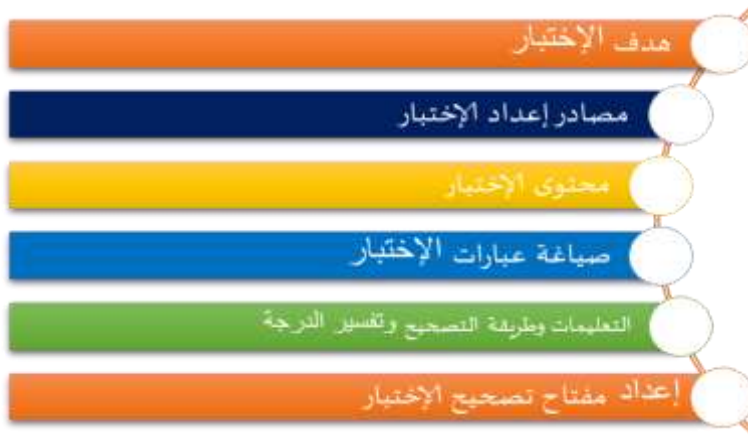 هدف الإختبار
مصادر إعداد الإختبار
محتوى الإختبار
صياغة عبارات الإختبار
التعليمات وطريقة التصحيح وتفسير الدرجة
إعداد مفتاح تصحيح الإختبار